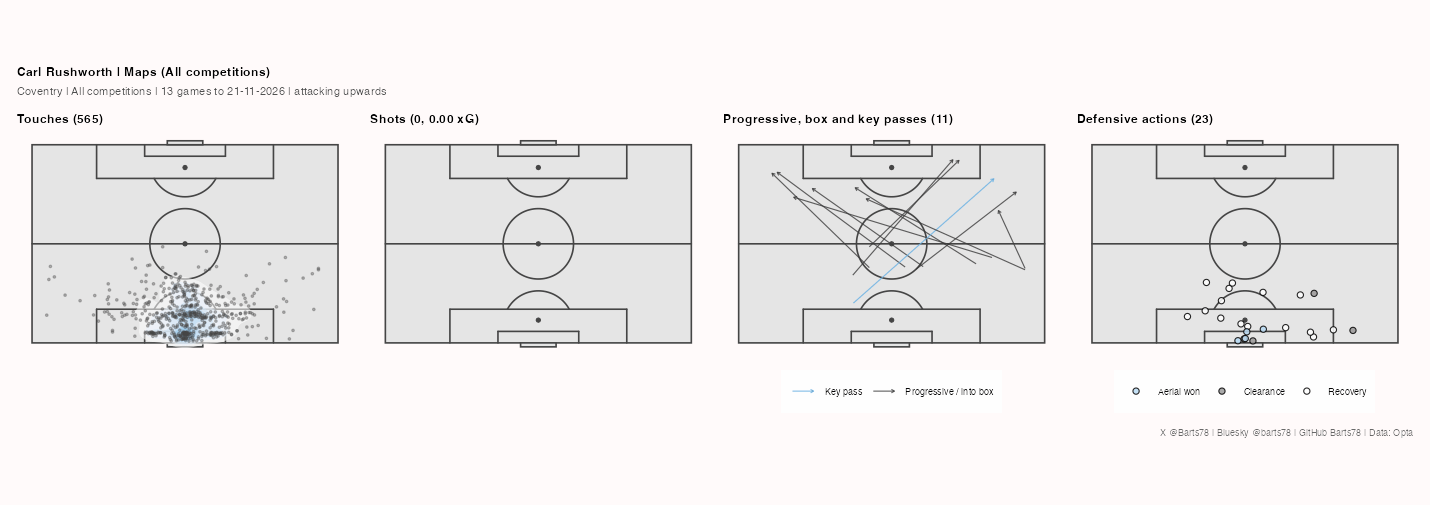 Carl Rushworth | Maps (All competitions)
Coventry | All competitions | 13 games to 21-11-2026 | attacking upwards
Touches (565)
Shots (0, 0.00 xG)
Progressive, box and key passes (11)
Defensive actions (23)
Key pass
Progressive / into box
Aerial won
Clearance
Recovery
X @Barts78 | Bluesky @barts78 | GitHub Barts78 | Data: Opta